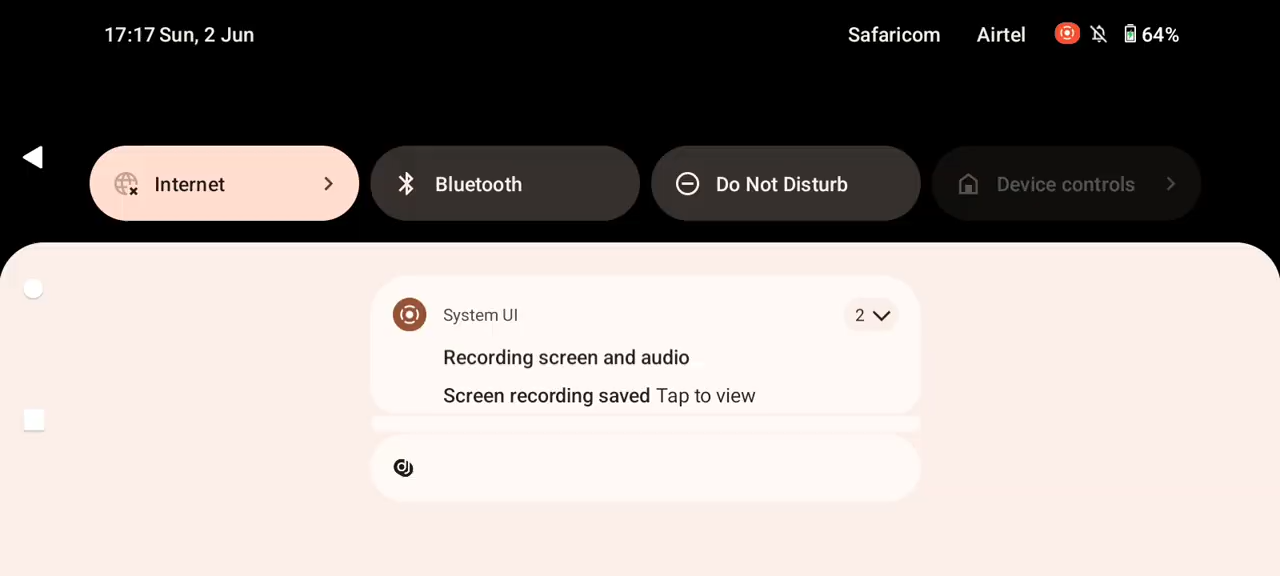 17:17 Sun, 2 Jun Safaricom Airtel 64%
Internet Bluetooth Do Not Disturb Device controls
System UI 2
Recording screen and audio
Screen recording saved Tap to view